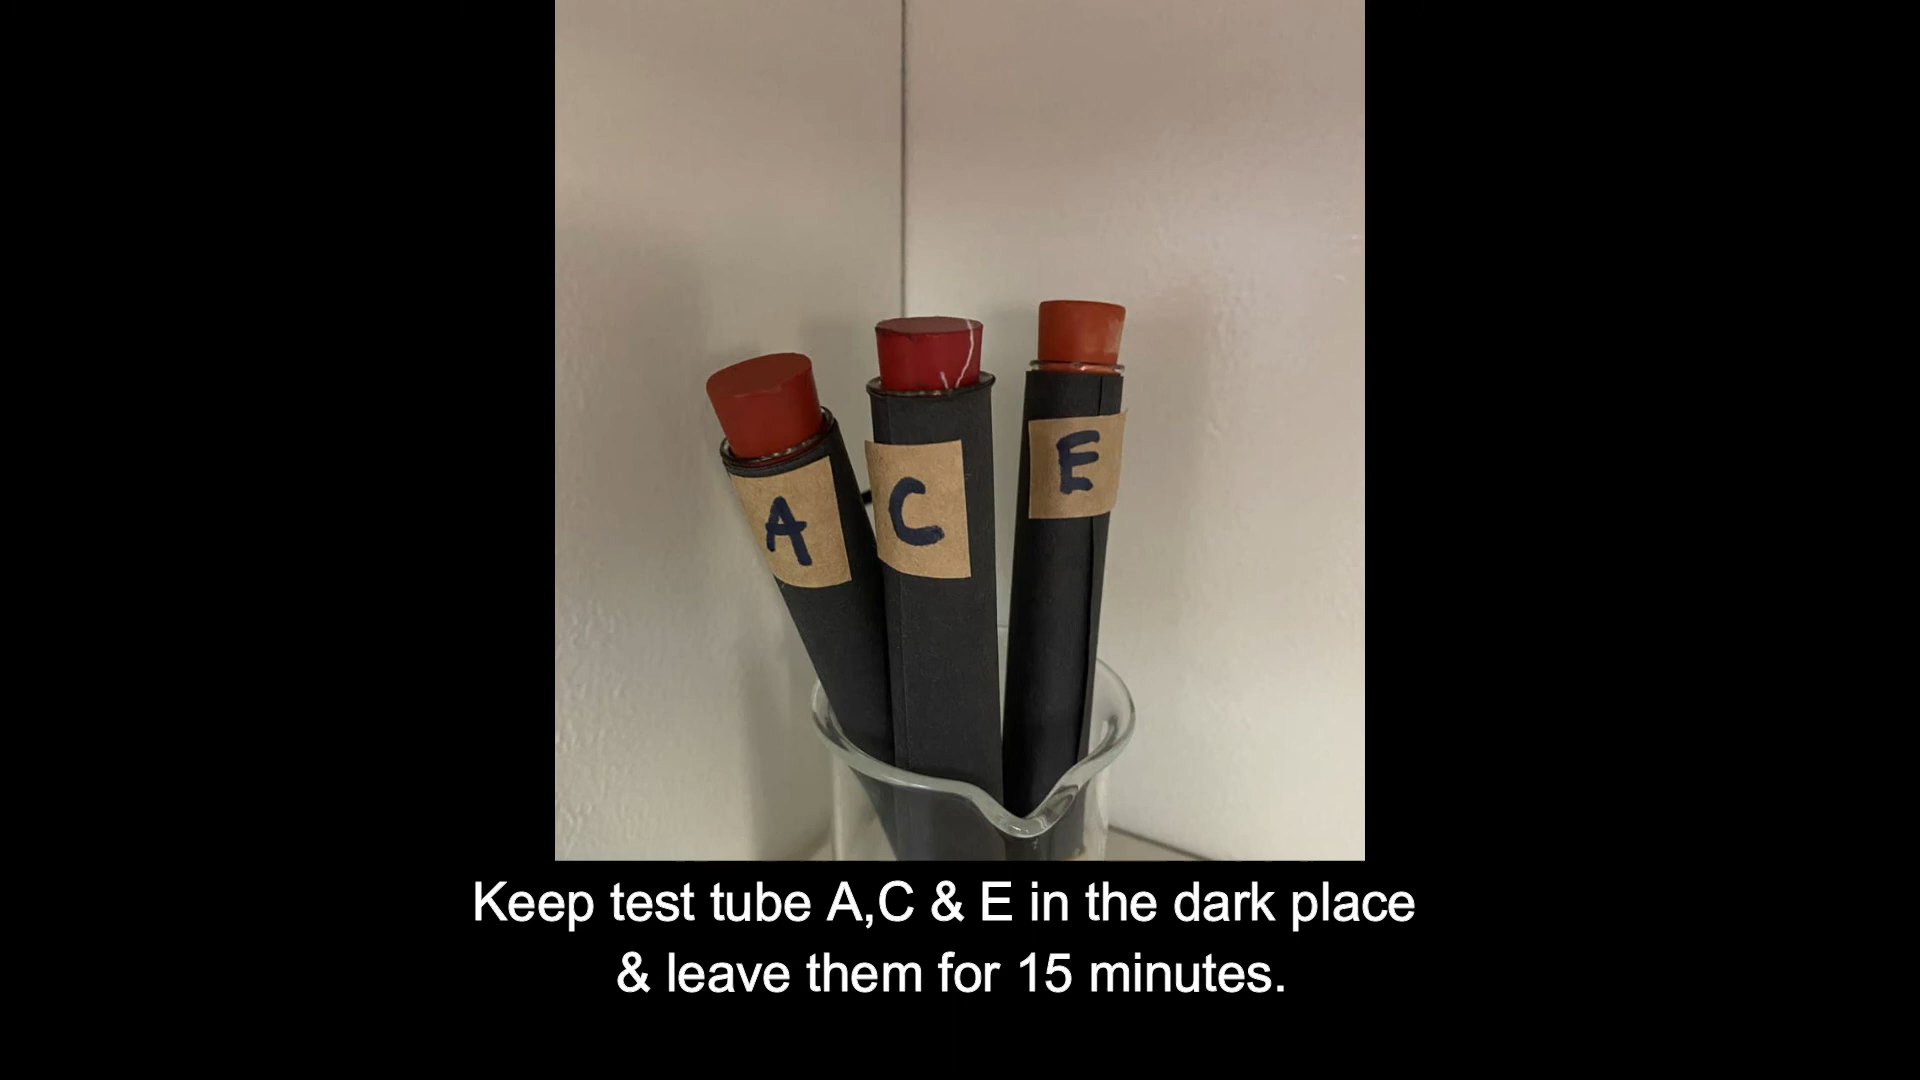 A
C
E
Keep test tube A,C & E in the dark place
& leave them for 15 minutes.